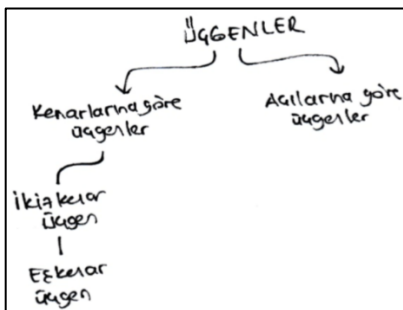 ÜÇGENLER
Kenarlarına göre
üçgenler
Açılarına göre
üçgenler
İkizkenar
üçgen
Eşkenar
üçgen